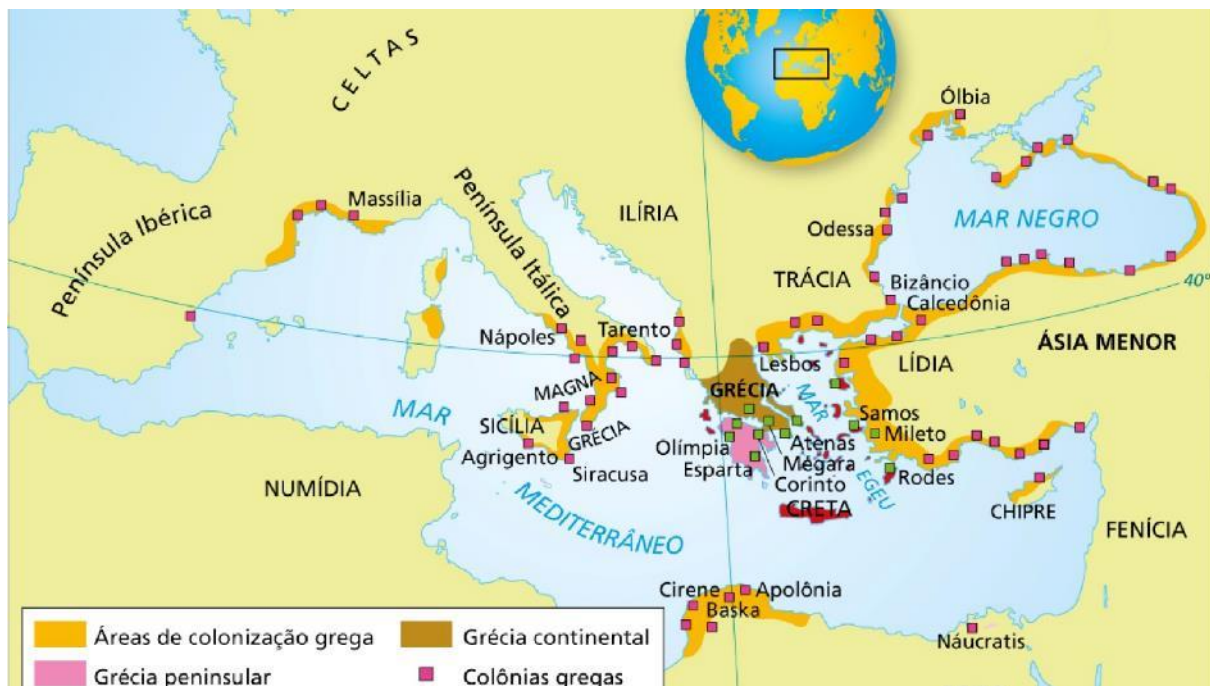 CELTAS
Ólbia
Península Ibérica
Massília
Península Itálica
ILÍRIA
Odessa
MAR NEGRO
TRÁCIA
Bizâncio
Calcedônia
40°
Nápoles
Tarento
Lesbos
LÍDIA
ÁSIA MENOR
MAGNA
GRÉCIA
GRÉCIA
MAR
EGEU
MAR
MEDITERRÂNEO
SICÍLIA
Samos
Mileto
Agrigento
Siracusa
Olímpia
Esparta
Atenas
Mégara
Corinto
Rodes
NUMÍDIA
CRETA
CHIPRE
FENÍCIA
Cirene
Apolônia
Baska
Náucratis
Áreas de colonização grega
Grécia continental
Grécia peninsular
Colônias gregas